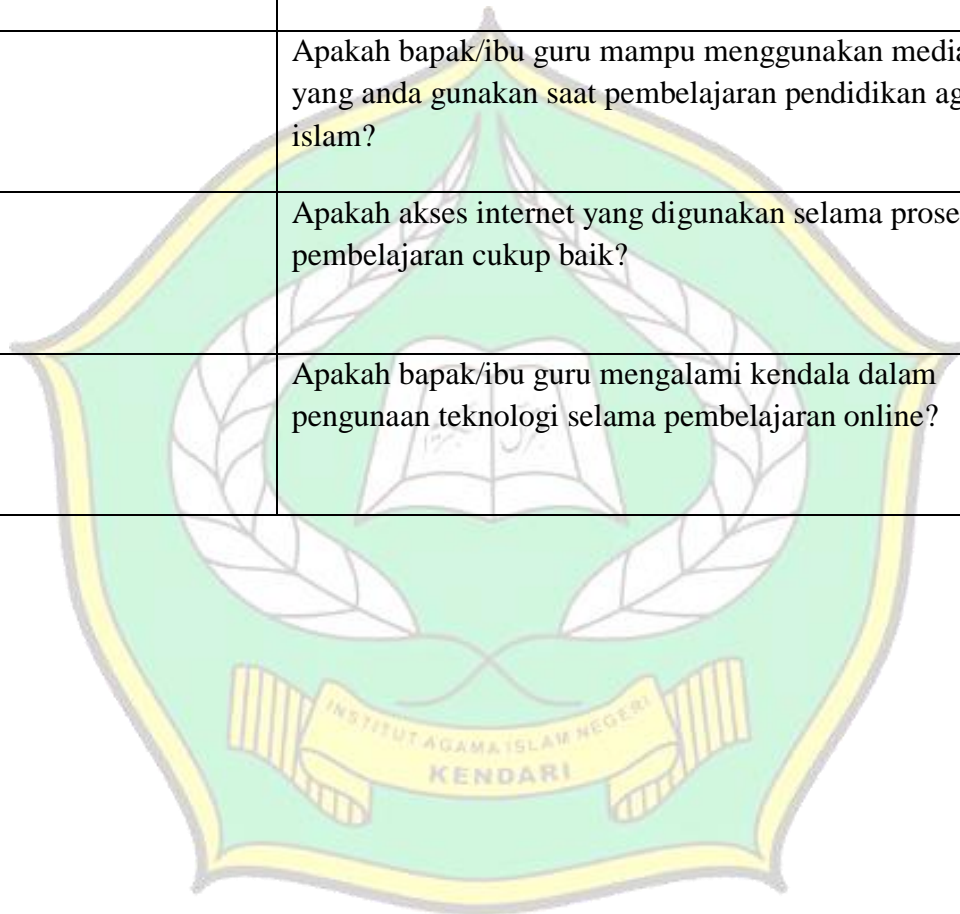 Apakah bapak/ibu guru mampu menggunakan media
yang anda gunakan saat pembelajaran pendidikan ag
islam?
Apakah akses internet yang digunakan selama prose
pembelajaran cukup baik?
Apakah bapak/ibu guru mengalami kendala dalam
pengunaan teknologi selama pembelajaran online?
INSTITUT AGAMA ISLAM NEGERI
KENDARI